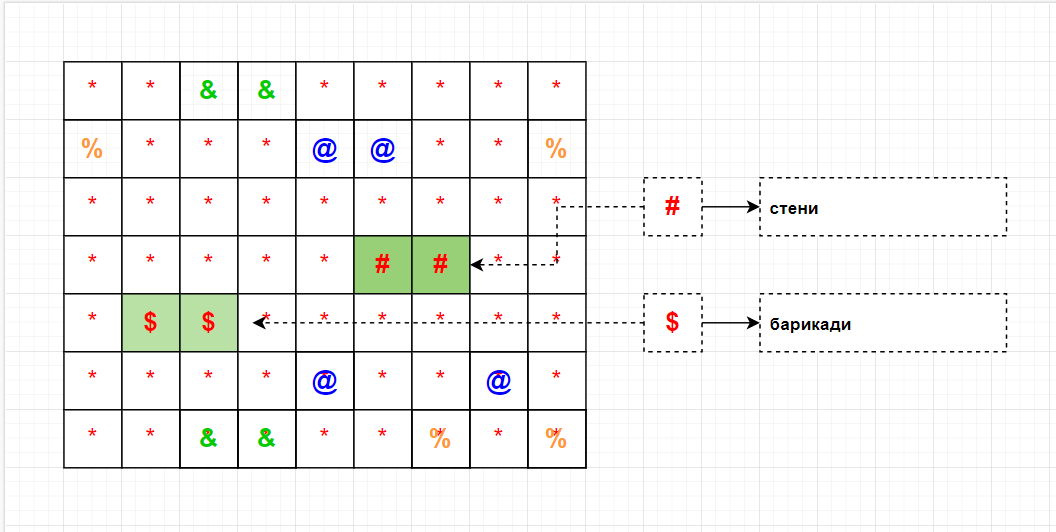 * * & & * * * * *
% * * * @ @ * * %
* * * * * * * * *
# стени
* * * * * # # * *
* $ $ * * * * * *
$ барикади
* * * * @ * * @ *
* * & & * * % * %